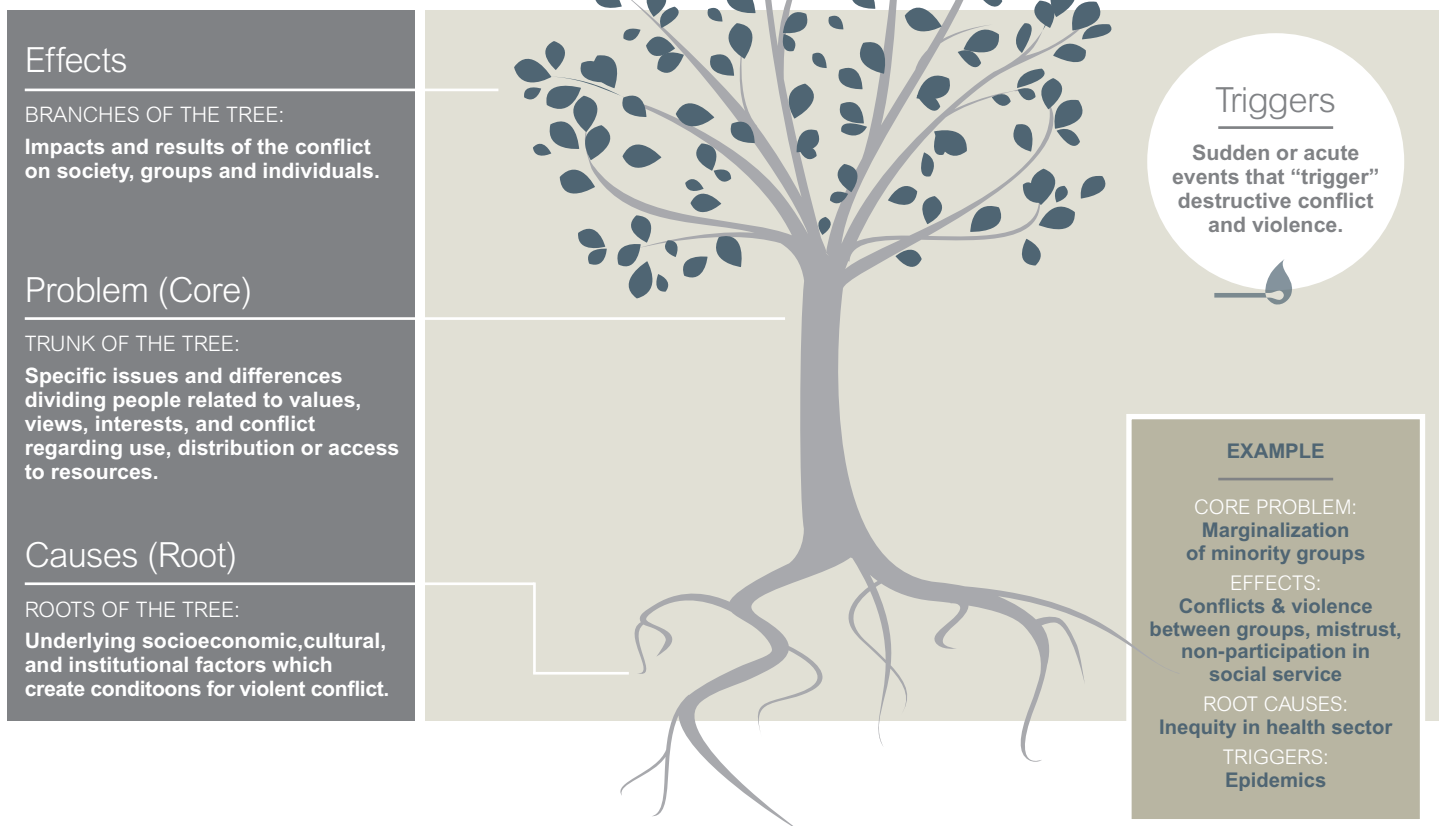 Effects
BRANCHES OF THE TREE:
Impacts and results of the conflict
on society, groups and individuals.
Problem (Core)
TRUNK OF THE TREE:
Specific issues and differences
dividing people related to values,
views, interests, and conflict
regarding use, distribution or access
to resources.
Causes (Root)
ROOTS OF THE TREE:
Underlying socioeconomic,cultural,
and institutional factors which
create conditoons for violent conflict.
Triggers
Sudden or acute
events that “trigger”
destructive conflict
and violence.
EXAMPLE
CORE PROBLEM:
Marginalization
of minority groups
EFFECTS:
Conflicts & violence
between groups, mistrust,
non-participation in
social service
ROOT CAUSES:
Inequity in health sector
TRIGGERS:
Epidemics